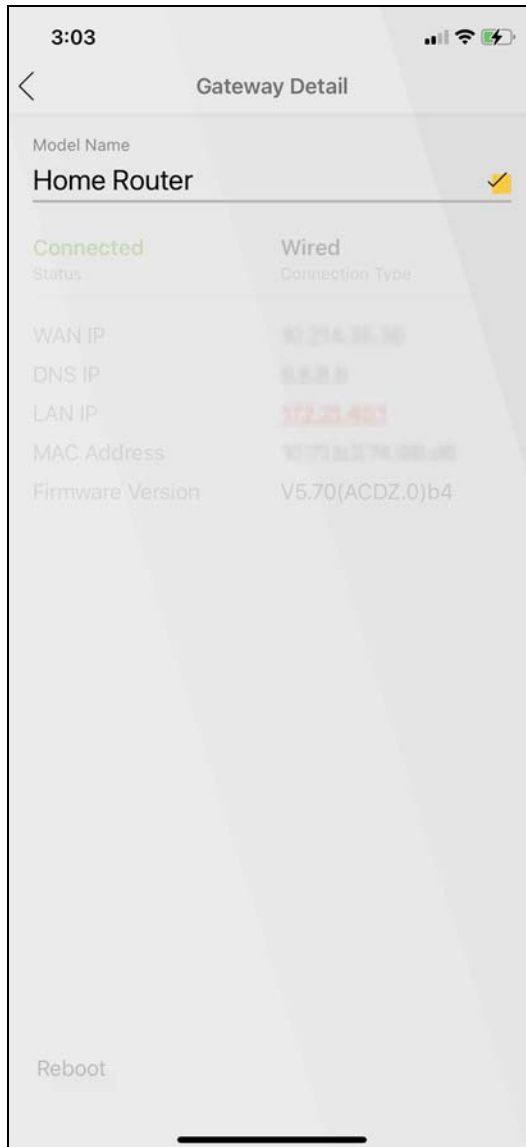 3:03
Gateway Detail
Model Name
Home Router
Connected Wired
Status Connection Type
WAN IP
DNS IP
LAN IP
MAC Address
Firmware Version V5.70(ACDZ.0)b4
Reboot